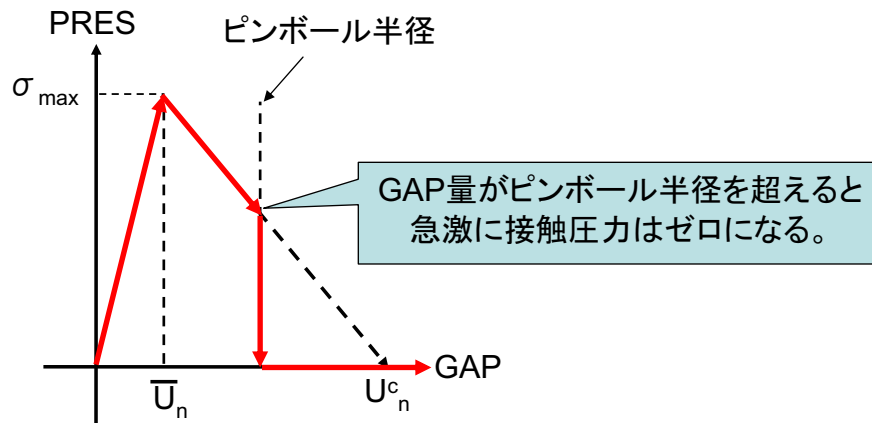 PRES
ピンボール半径
σ max
GAP量がピンボール半径を超えると
急激に接触圧力はゼロになる。
GAP
U̅n
Ucn